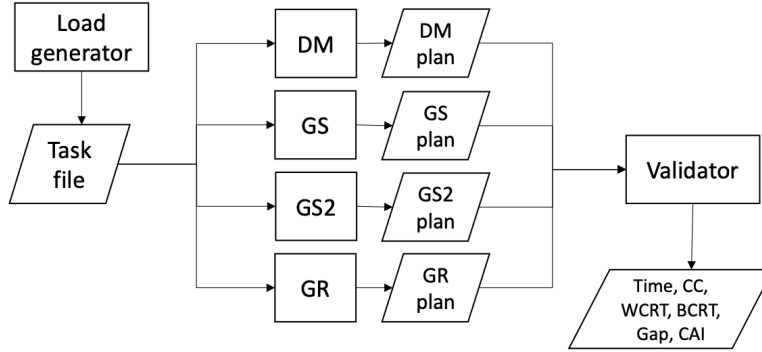 Load
generator
Task
file
DM
DM
plan
GS
GS
plan
GS2
GS2
plan
GR
GR
plan
Validator
Time, CC,
WCRT, BCRT,
Gap, CAI